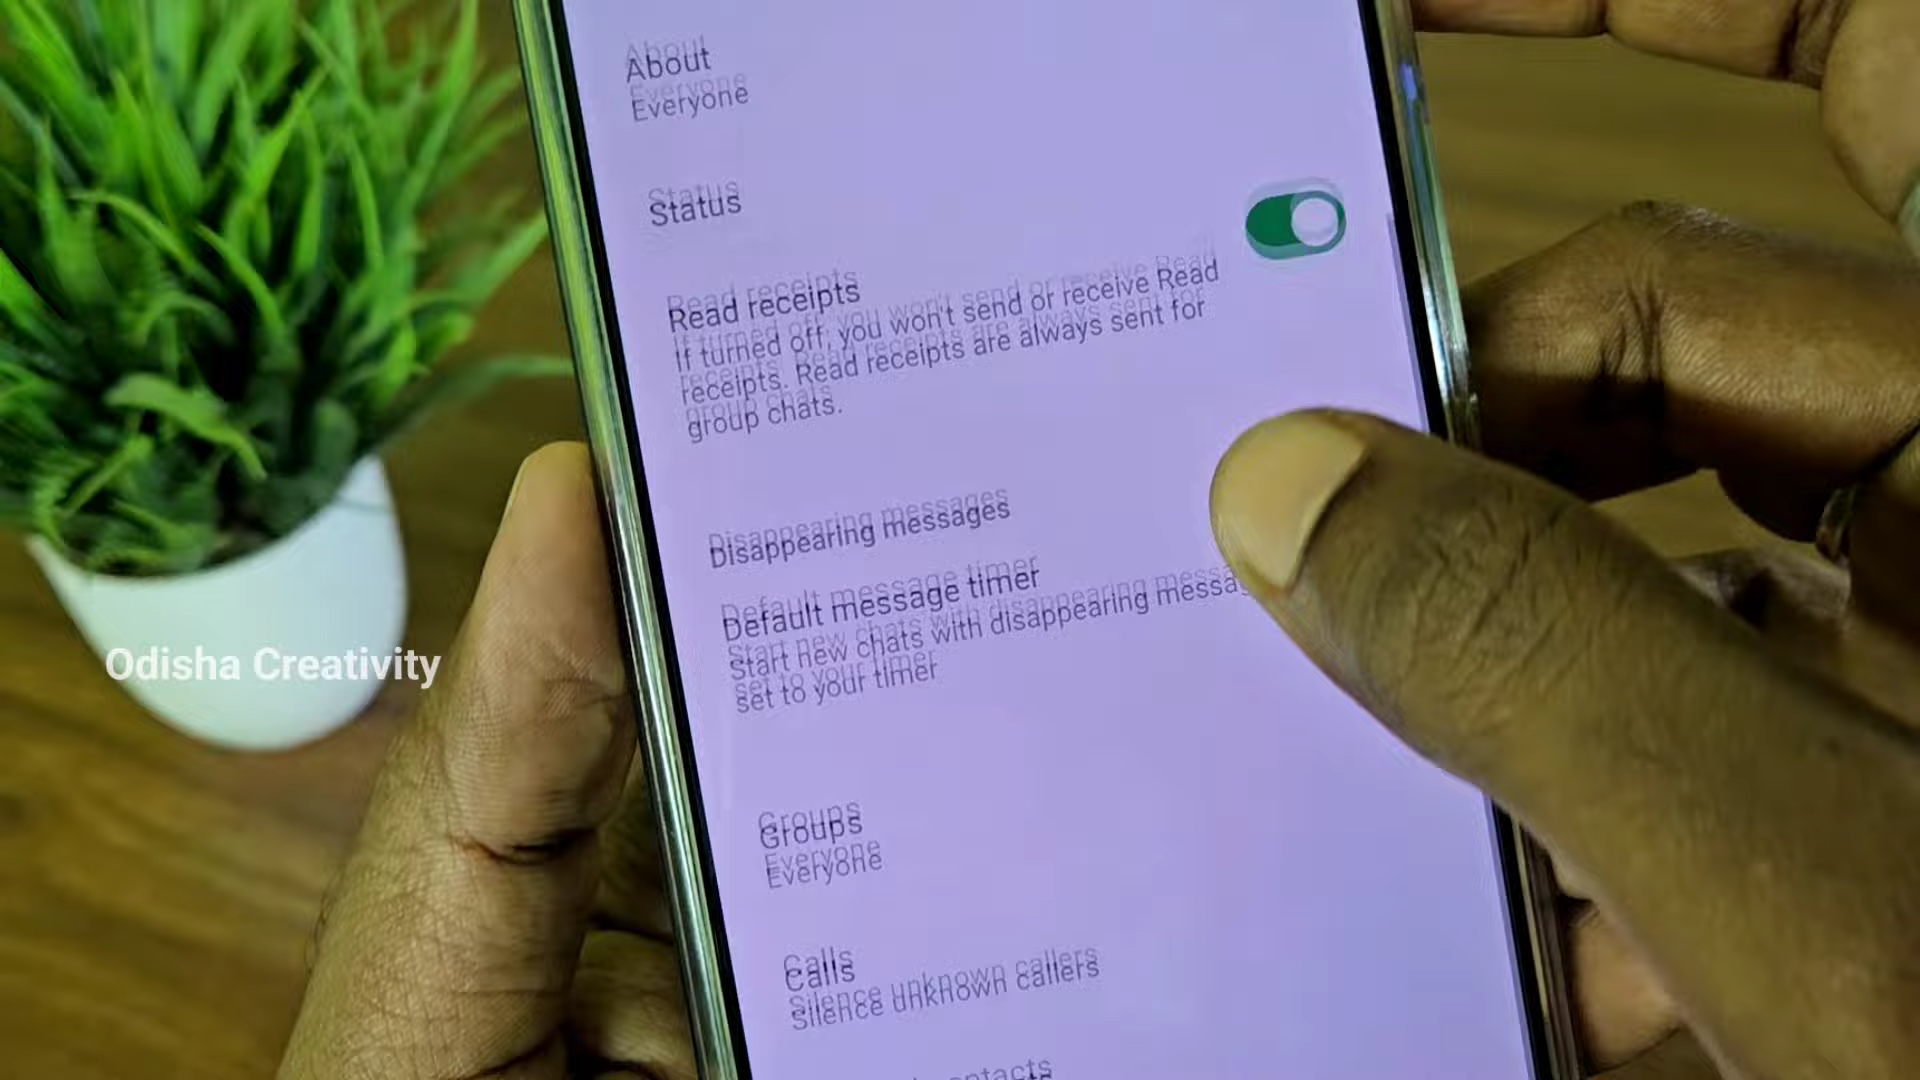 About
Everyone
Status
Read receipts
If turned off, you won't send or receive Read
receipts. Read receipts are always sent for
group chats.
Disappearing messages
Default message timer
Start new chats with disappearing
set to your timer
Groups
Everyone
Calls
Silence unknown callers
Odisha Creativity